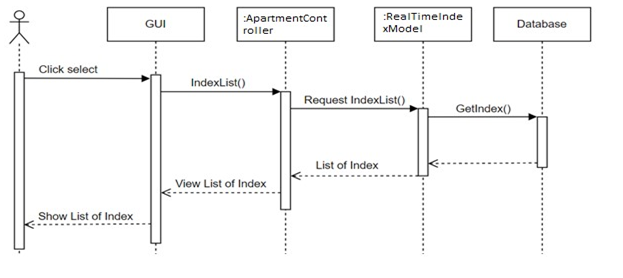 GUI
:ApartmentCont
roller
:RealTimeInde
xModel
Database
Click select
IndexList()
Request IndexList()
GetIndex()
List of Index
View List of Index
Show List of Index